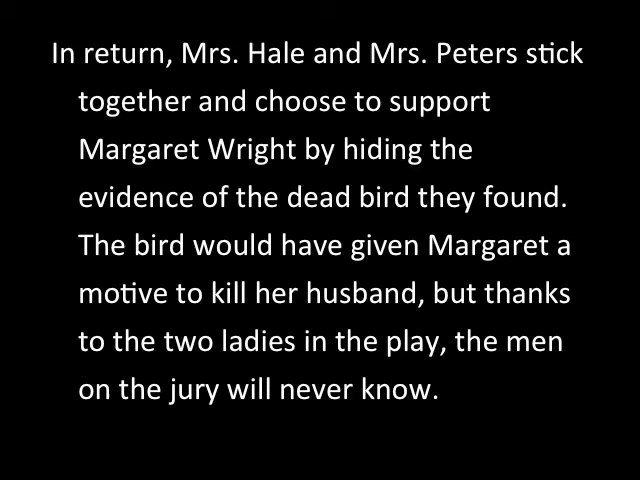 In return, Mrs. Hale and Mrs. Peters stick
together and choose to support
Margaret Wright by hiding the
evidence of the dead bird they found.
The bird would have given Margaret a
motive to kill her husband, but thanks
to the two ladies in the play, the men
on the jury will never know.